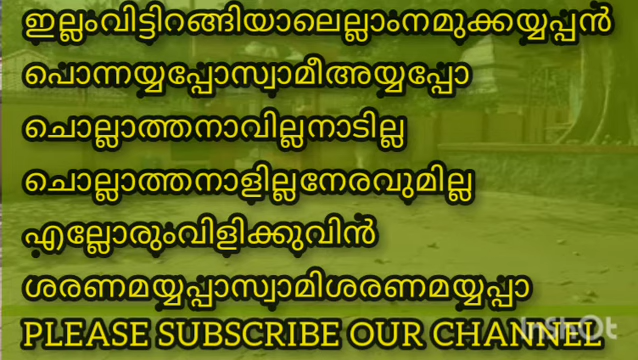 ഇല്ലംവിട്ടിറങ്ങിയാലെല്ലാംനമുക്കയ്യപ്പൻ
പൊന്നയ്യപ്പോസ്വാമീഅയ്യപ്പോ
ചൊല്ലാത്തനാവില്ലനാടില്ല
ചൊല്ലാത്തനാളില്ലനേരവുമില്ല
എല്ലോരുംവിളിക്കുവിൻ
ശരണമയ്യപ്പാസ്വാമിശരണമയ്യപ്പാ
PLEASE SUBSCRIBE OUR CHANNEL
InShOt